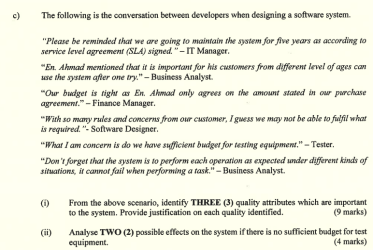 c) The following is the conversation between developers when designing a software system.
"Please be reminded that we are going to maintain the system for five years as according to
service level agreement (SLA) signed." – IT Manager.
"En. Ahmad mentioned that it is important for his customers from different level of ages can
use the system after one try." – Business Analyst.
"Our budget is tight as En. Ahmad only agrees on the amount stated in our purchase
agreement." – Finance Manager.
"With so many rules and concerns from our customer, I guess we may not be able to fulfil what
is required. "- Software Designer.
"What I am concern is do we have sufficient budget for testing equipment." – Tester.
"Don't forget that the system is to perform each operation as expected under different kinds of
situations, it cannot fail when performing a task." – Business Analyst.
(i) From the above scenario, identify THREE (3) quality attributes which are important
to the system. Provide justification on each quality identified. (9 marks)
(ii) Analyse TWO (2) possible effects on the system if there is no sufficient budget for test
equipment. (4 marks)